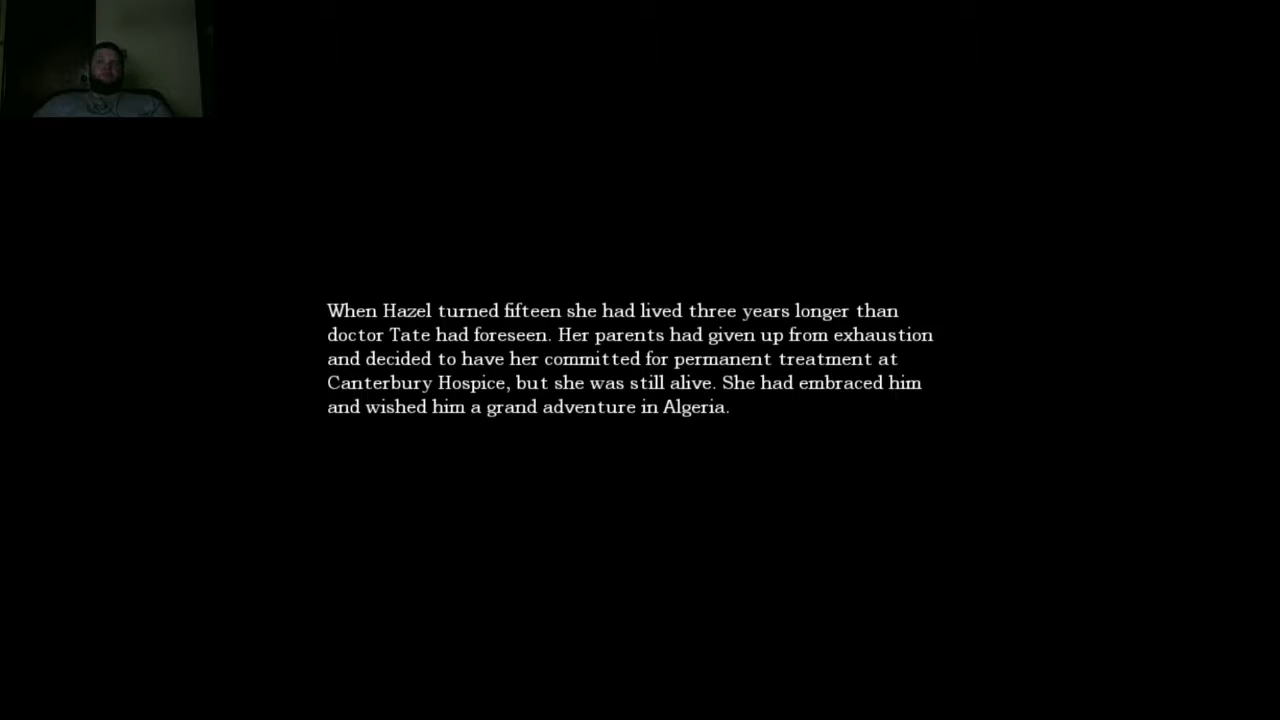 When Hazel turned fifteen she had lived three years longer than
doctor Tate had foreseen. Her parents had given up from exhaustion
and decided to have her committed for permanent treatment at
Canterbury Hospice, but she was still alive. She had embraced him
and wished him a grand adventure in Algeria.